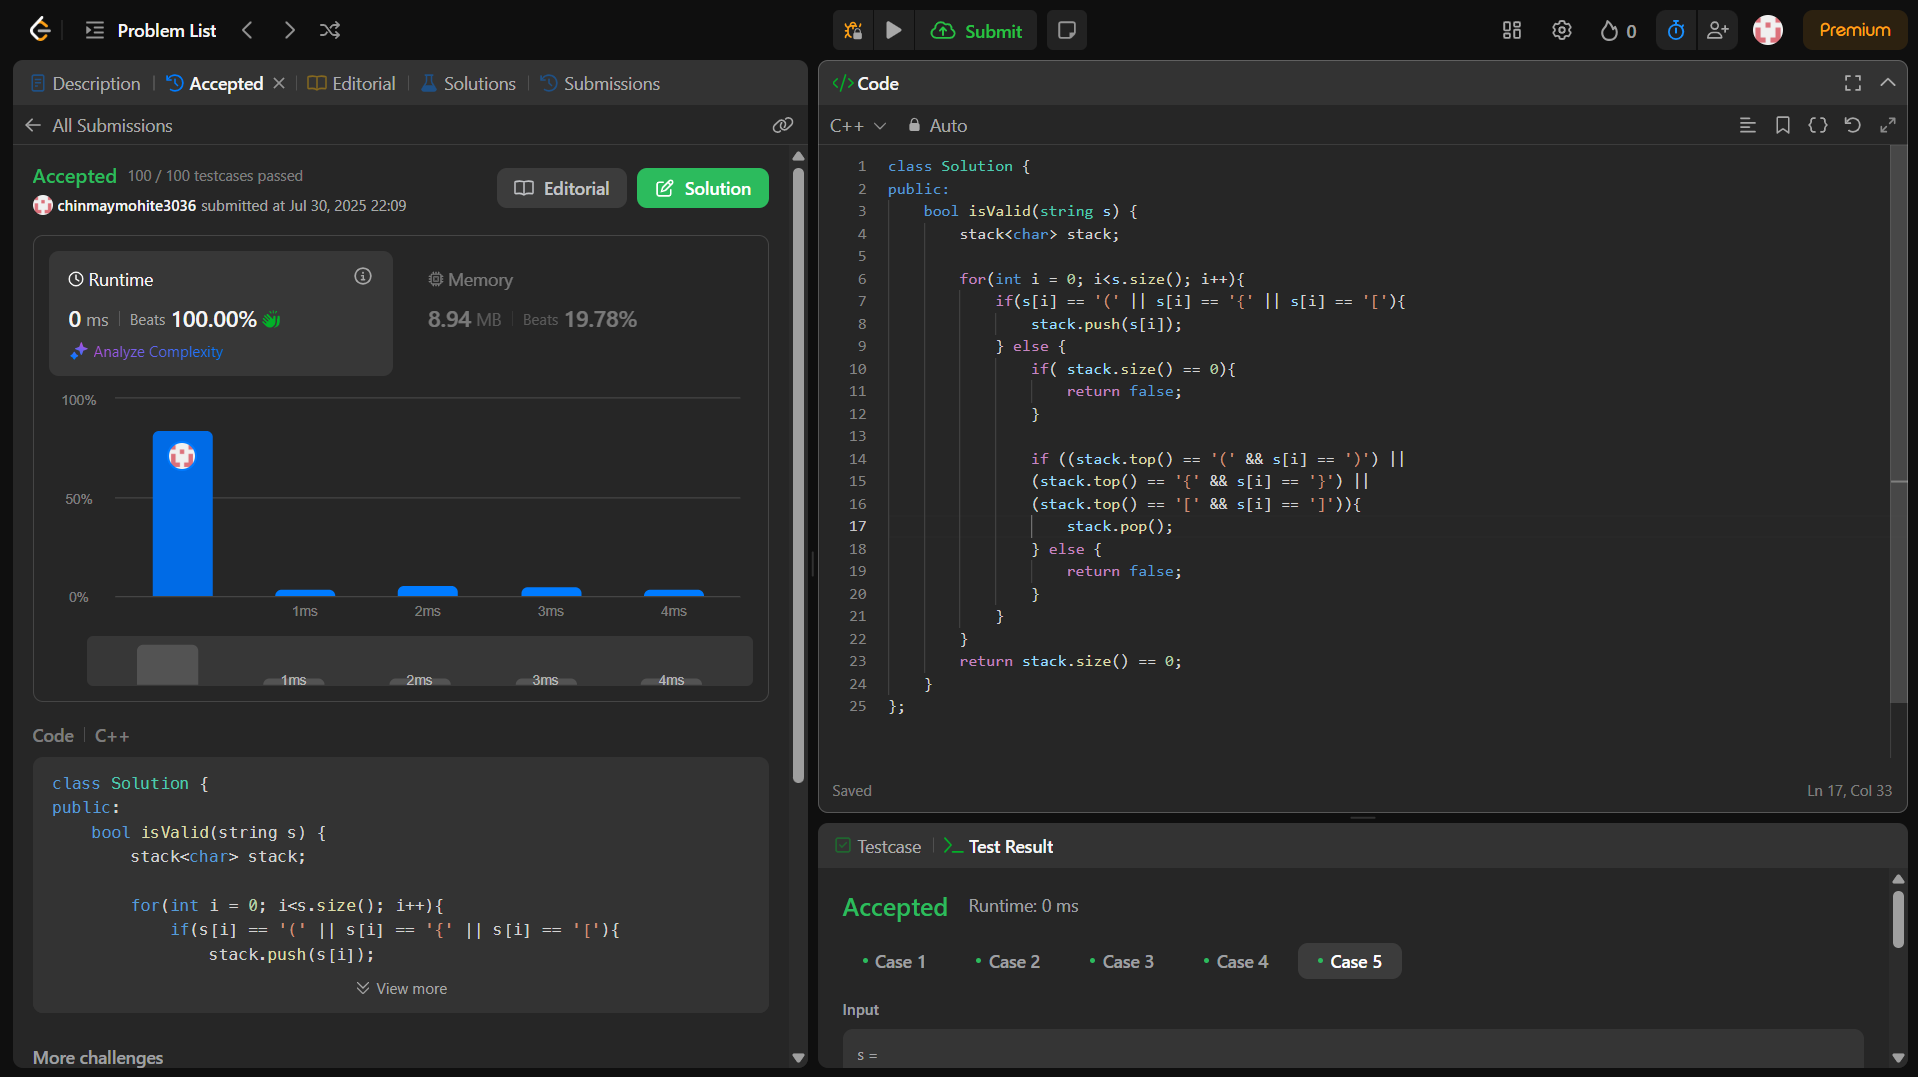 Problem List
Submit
0
Premium
Description
Accepted
Editorial
Solutions
Submissions
All Submissions
Accepted 100 / 100 testcases passed
chinmaymohite3036 submitted at Jul 30, 2025 22:09
Editorial
Solution
Runtime
0 ms
Beats 100.00%
Analyze Complexity
Memory
8.94 MB
Beats 19.78%
100%
50%
0%
1ms
2ms
3ms
4ms
1ms
2ms
3ms
4ms
Code
C++
class Solution {
public:
    bool isValid(string s) {
        stack<char> stack;

        for(int i = 0; i<s.size(); i++){
            if(s[i] == '(' || s[i] == '{' || s[i] == '['){
                stack.push(s[i]);
View more
More challenges
</> Code
C++
Auto
1 class Solution {
2 public:
3     bool isValid(string s) {
4         stack<char> stack;
5
6         for(int i = 0; i<s.size(); i++){
7             if(s[i] == '(' || s[i] == '{' || s[i] == '['){
8                 stack.push(s[i]);
9             } else {
10                 if( stack.size() == 0){
11                     return false;
12                 }
13
14                 if ((stack.top() == '(' && s[i] == ')') ||
15                 (stack.top() == '{' && s[i] == '}') ||
16                 (stack.top() == '[' && s[i] == ']')){
17                     stack.pop();
18                 } else {
19                     return false;
20                 }
21             }
22         }
23         return stack.size() == 0;
24     }
25 };
Saved
Ln 17, Col 33
Testcase
Test Result
Accepted
Runtime: 0 ms
Case 1
Case 2
Case 3
Case 4
Case 5
Input
s =